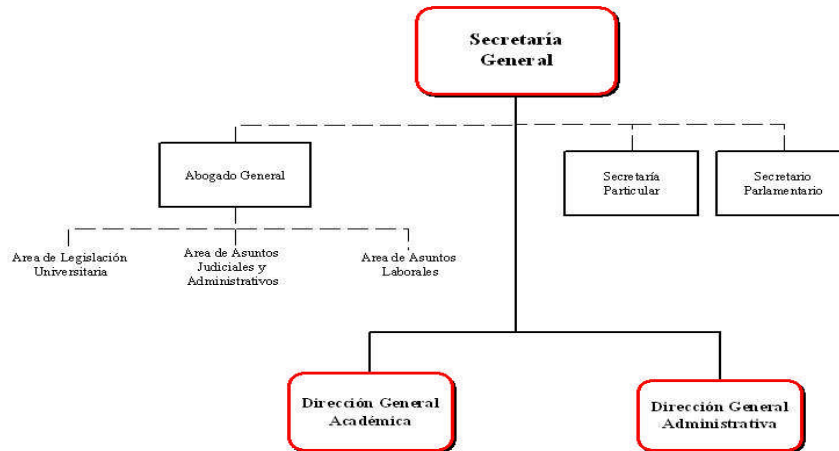 Secretaría
General
Abogado General
Secretaría
Particular
Secretario
Parlamentario
Area de Legislación
Universitaria
Area de Asuntos
Judiciales y
Administrativos
Area de Asuntos
Laborales
Dirección General
Académica
Dirección General
Administrativa